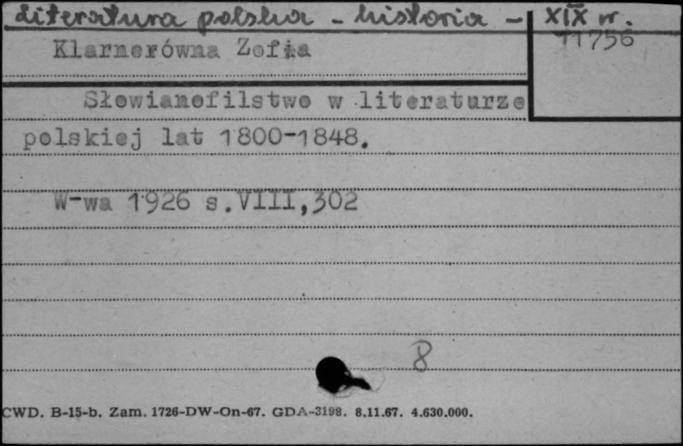 Literatura polska - historia - XIX w.
11756
Klarnerówna Zofia
Słowianofilstwo w literaturze
polskiej lat 1800-1848.
W-wa 1926 s.VIII,302
8
CWD. B-15-b. Zam. 1726-DW-On-67. GDA-3198. 8.11.67. 4.630.000.